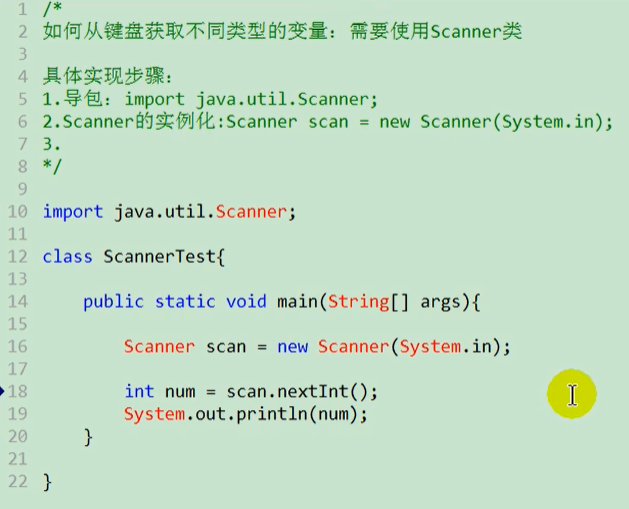 1 /*
2 如何从键盘获取不同类型的变量：需要使用Scanner类
3
4 具体实现步骤：
5 1.导包：import java.util.Scanner;
6 2.Scanner的实例化:Scanner scan = new Scanner(System.in);
7 3.
8 */
9
10 import java.util.Scanner;
11
12 class ScannerTest{
13
14 public static void main(String[] args){
15
16 Scanner scan = new Scanner(System.in);
17
18 int num = scan.nextInt();
19 System.out.println(num);
20 }
21
22 }